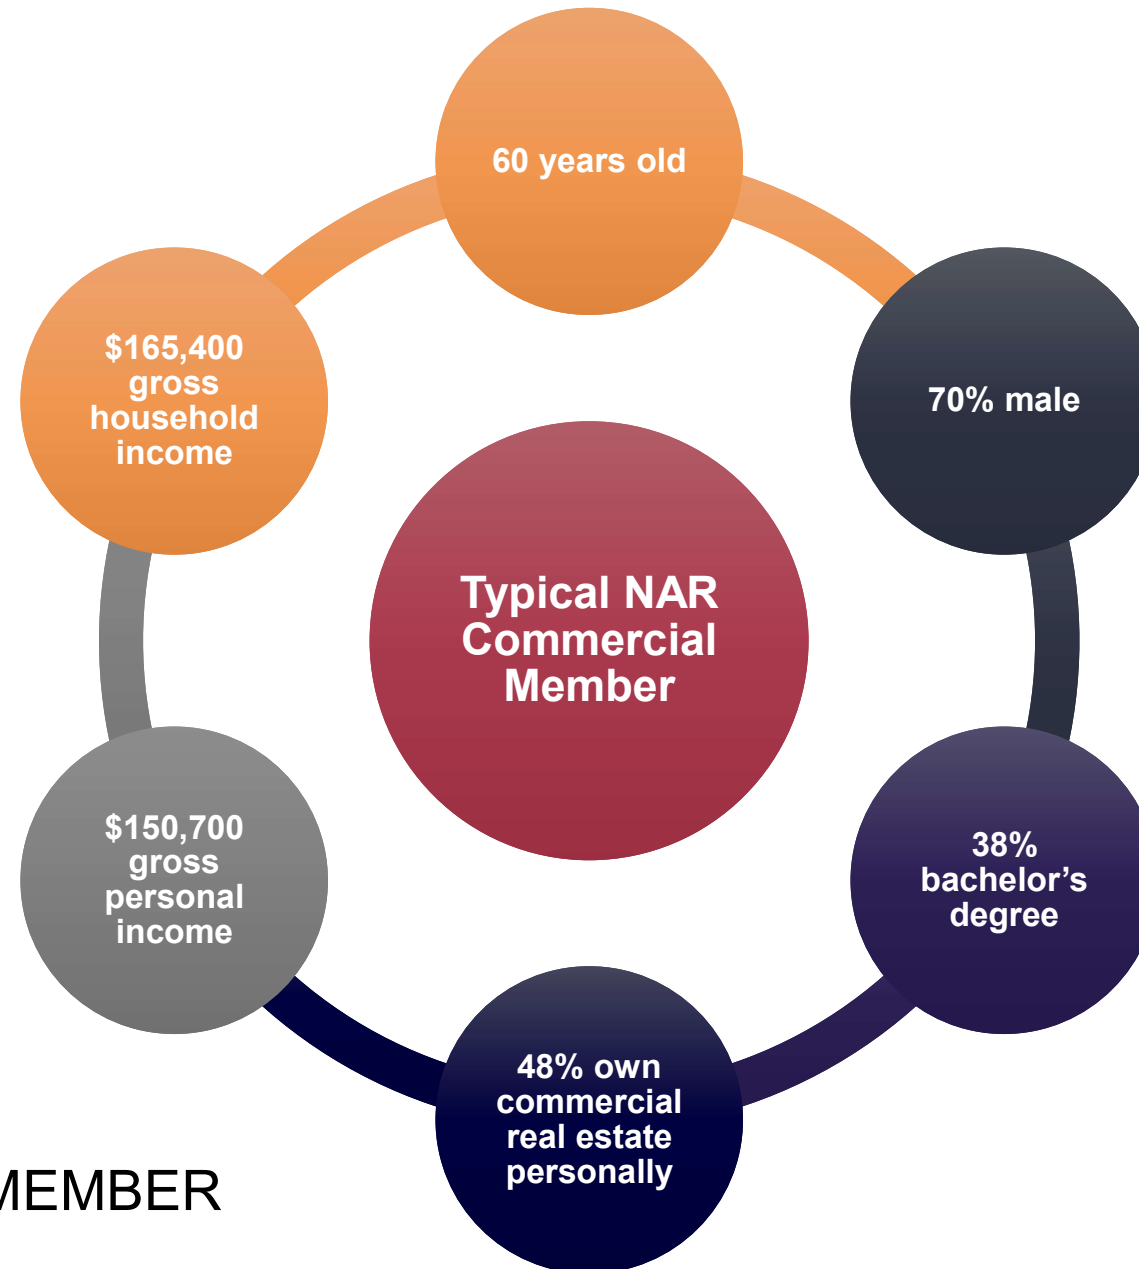 60 years old
70% male
38%
bachelor’s
degree
48% own
commercial
real estate
personally
$150,700
gross
personal
income
$165,400
gross
household
income
Typical NAR
Commercial
Member
MEMBER